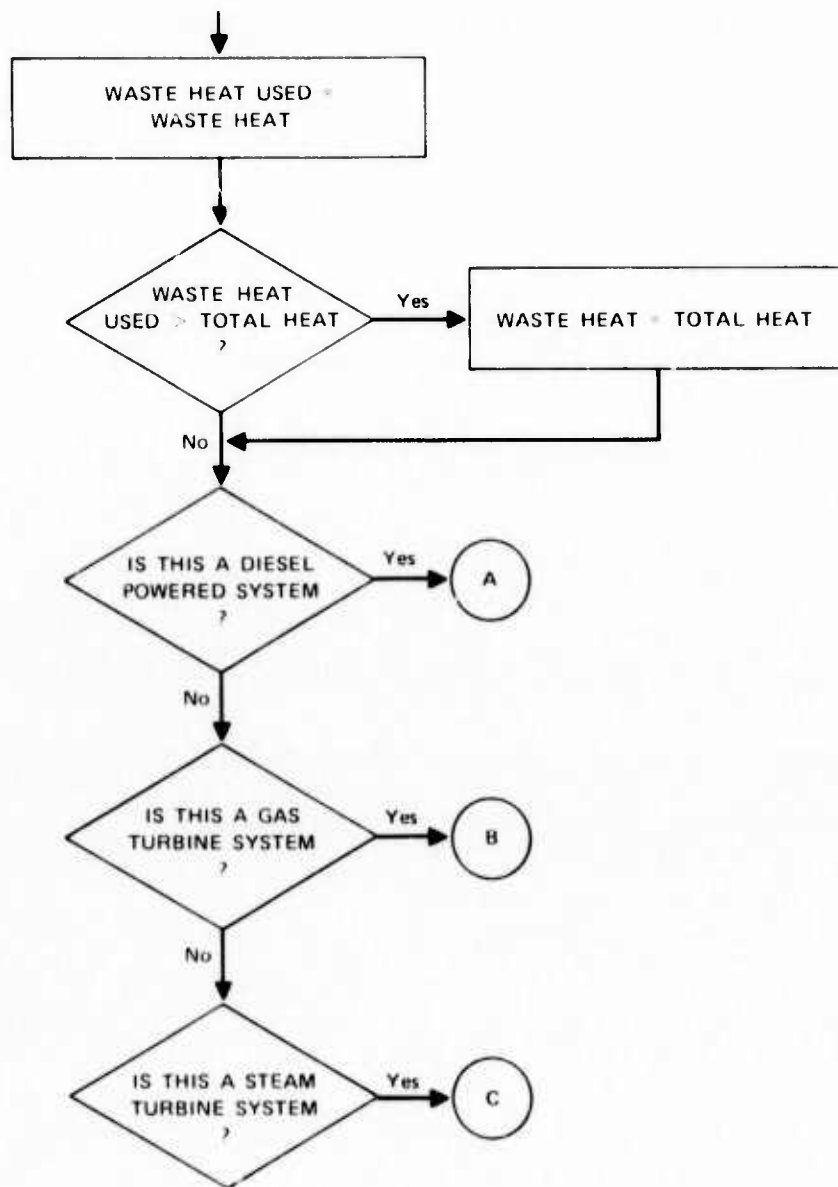 WASTE HEAT USED =
WASTE HEAT
WASTE HEAT
USED > TOTAL HEAT
?
Yes
WASTE HEAT = TOTAL HEAT
No
IS THIS A DIESEL
POWERED SYSTEM
?
Yes
A
No
IS THIS A GAS
TURBINE SYSTEM
?
Yes
B
No
IS THIS A STEAM
TURBINE SYSTEM
?
Yes
C